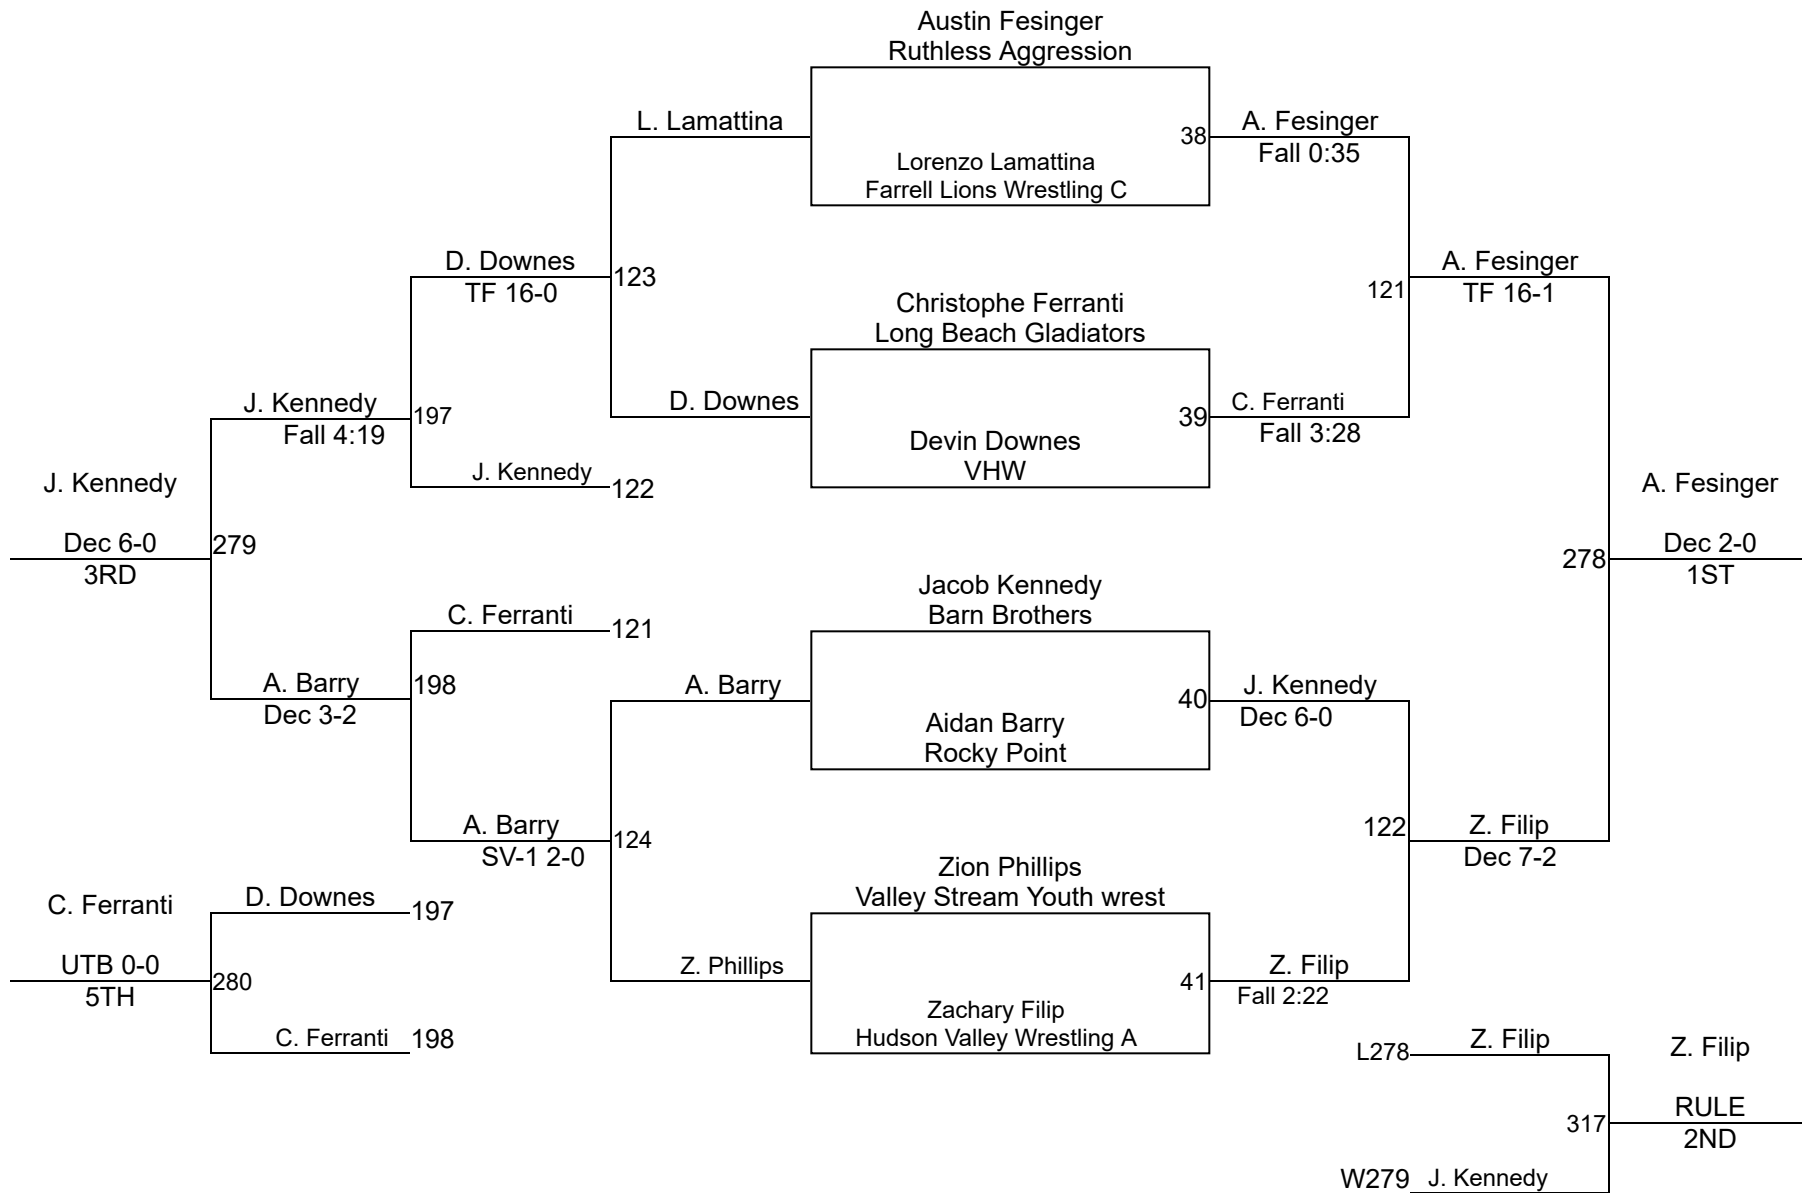 Austin Fesinger
Ruthless Aggression
L. Lamattina
38
A. Fesinger
Fall 0:35
Lorenzo Lamattina
Farrell Lions Wrestling C
D. Downes
TF 16-0
123
121
A. Fesinger
TF 16-1
Christophe Ferranti
Long Beach Gladiators
J. Kennedy
Fall 4:19
197
D. Downes
39
C. Ferranti
Fall 3:28
Devin Downes
VHW
J. Kennedy
122
J. Kennedy
Dec 6-0
3RD
279
A. Fesinger
278
Dec 2-0
1ST
Jacob Kennedy
Barn Brothers
C. Ferranti
121
A. Barry
Dec 3-2
198
A. Barry
40
J. Kennedy
Dec 6-0
Aidan Barry
Rocky Point
A. Barry
SV-1 2-0
124
122
Z. Filip
Dec 7-2
Zion Phillips
Valley Stream Youth wrest
C. Ferranti
D. Downes
197
UTB 0-0
5TH
280
Z. Phillips
41
Z. Filip
Fall 2:22
Zachary Filip
Hudson Valley Wrestling A
C. Ferranti
198
L278
Z. Filip
Z. Filip
317
RULE
2ND
W279
J. Kennedy